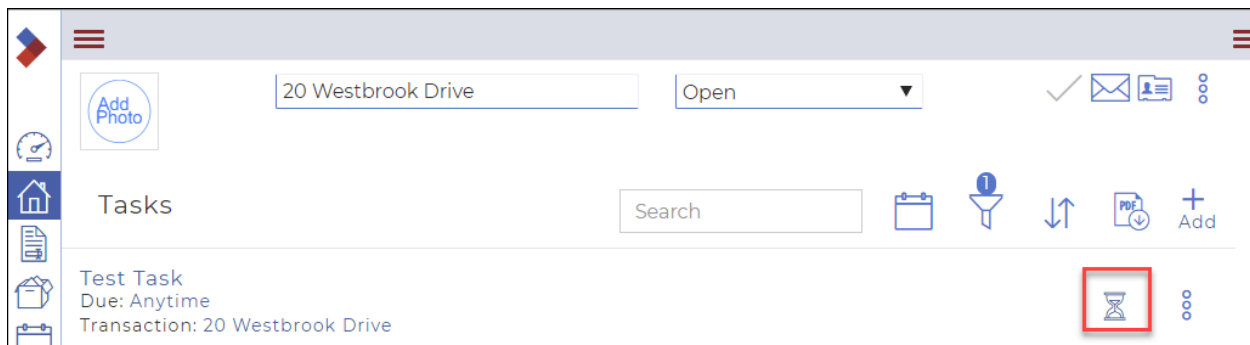 Add
Photo
20 Westbrook Drive
Open
Tasks
Search
1
PDF
Add
Test Task
Due: Anytime
Transaction: 20 Westbrook Drive